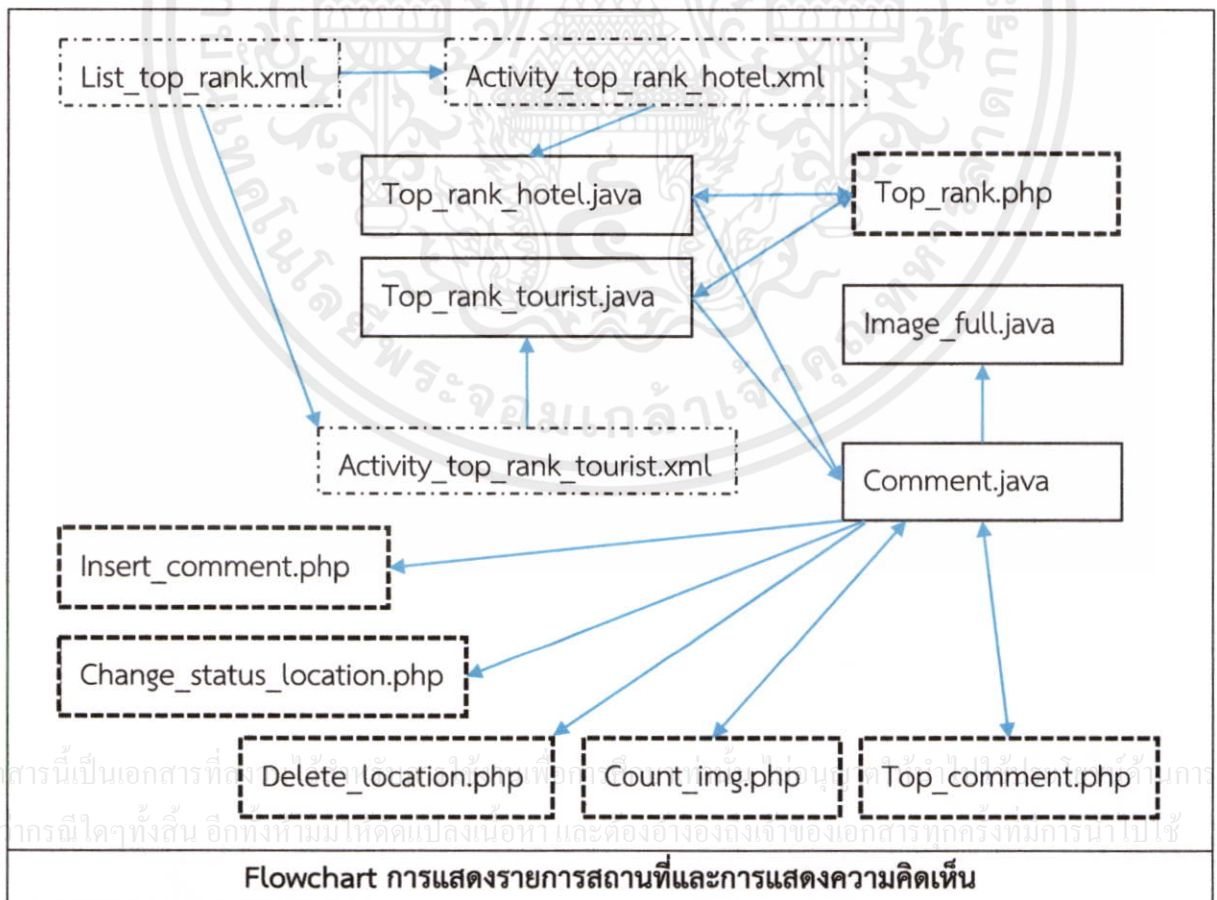 List_top_rank.xml
Activity_top_rank_hotel.xml
Top_rank_hotel.java
Top_rank.php
Top_rank_tourist.java
Image_full.java
Activity_top_rank_tourist.xml
Comment.java
Insert_comment.php
Change_status_location.php
Delete_location.php
Count_img.php
Top_comment.php
Flowchart การแสดงรายการสถานที่และการแสดงความคิดเห็น